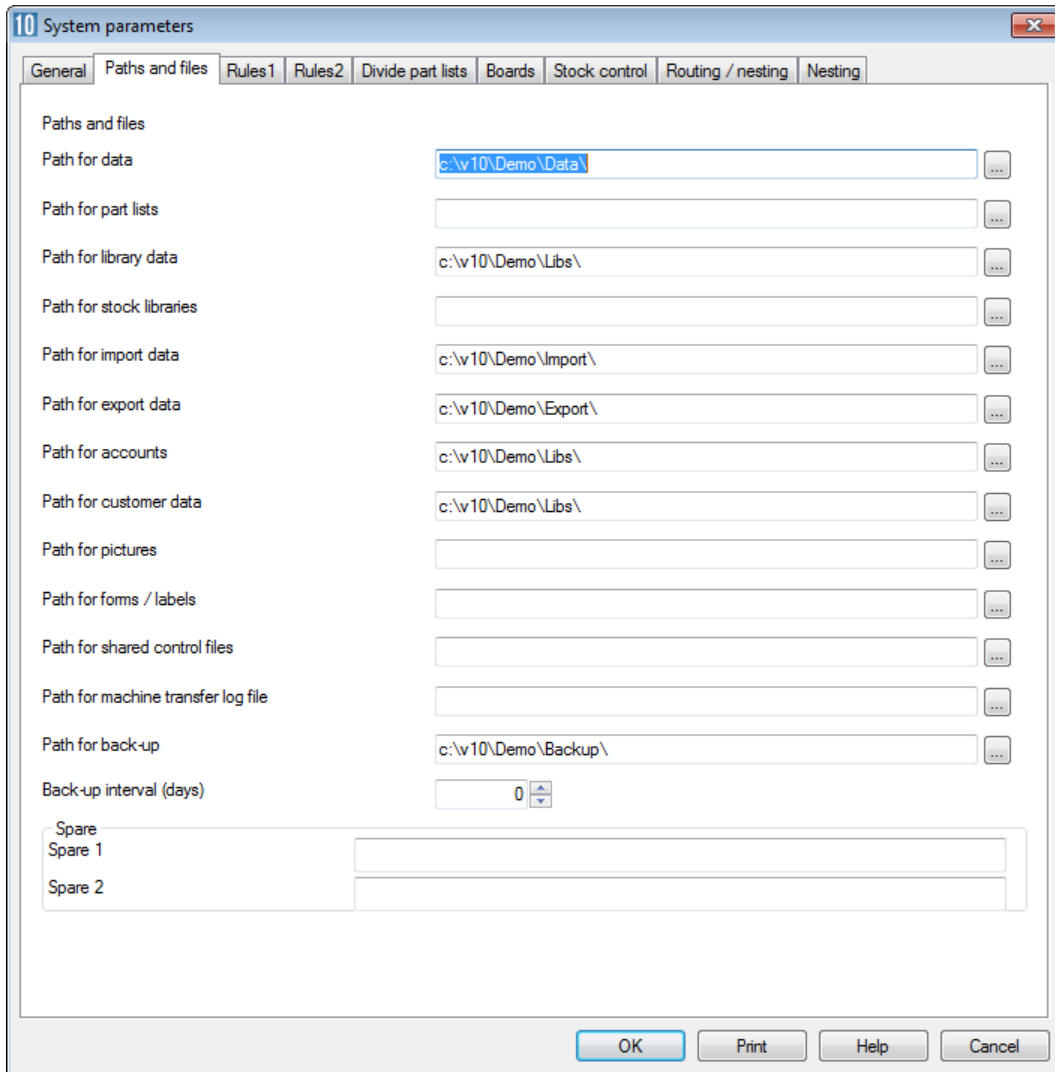 10 System parameters
General Paths and files Rules1 Rules2 Divide part lists Boards Stock control Routing / nesting Nesting
Paths and files
Path for data c:\v10\Demo\Data\ ...
Path for part lists ...
Path for library data c:\v10\Demo\Libs\ ...
Path for stock libraries ...
Path for import data c:\v10\Demo\Import\ ...
Path for export data c:\v10\Demo\Export\ ...
Path for accounts c:\v10\Demo\Libs\ ...
Path for customer data c:\v10\Demo\Libs\ ...
Path for pictures ...
Path for forms / labels ...
Path for shared control files ...
Path for machine transfer log file ...
Path for back-up c:\v10\Demo\Backup\ ...
Back-up interval (days) 0
Spare
Spare 1
Spare 2
OK Print Help Cancel